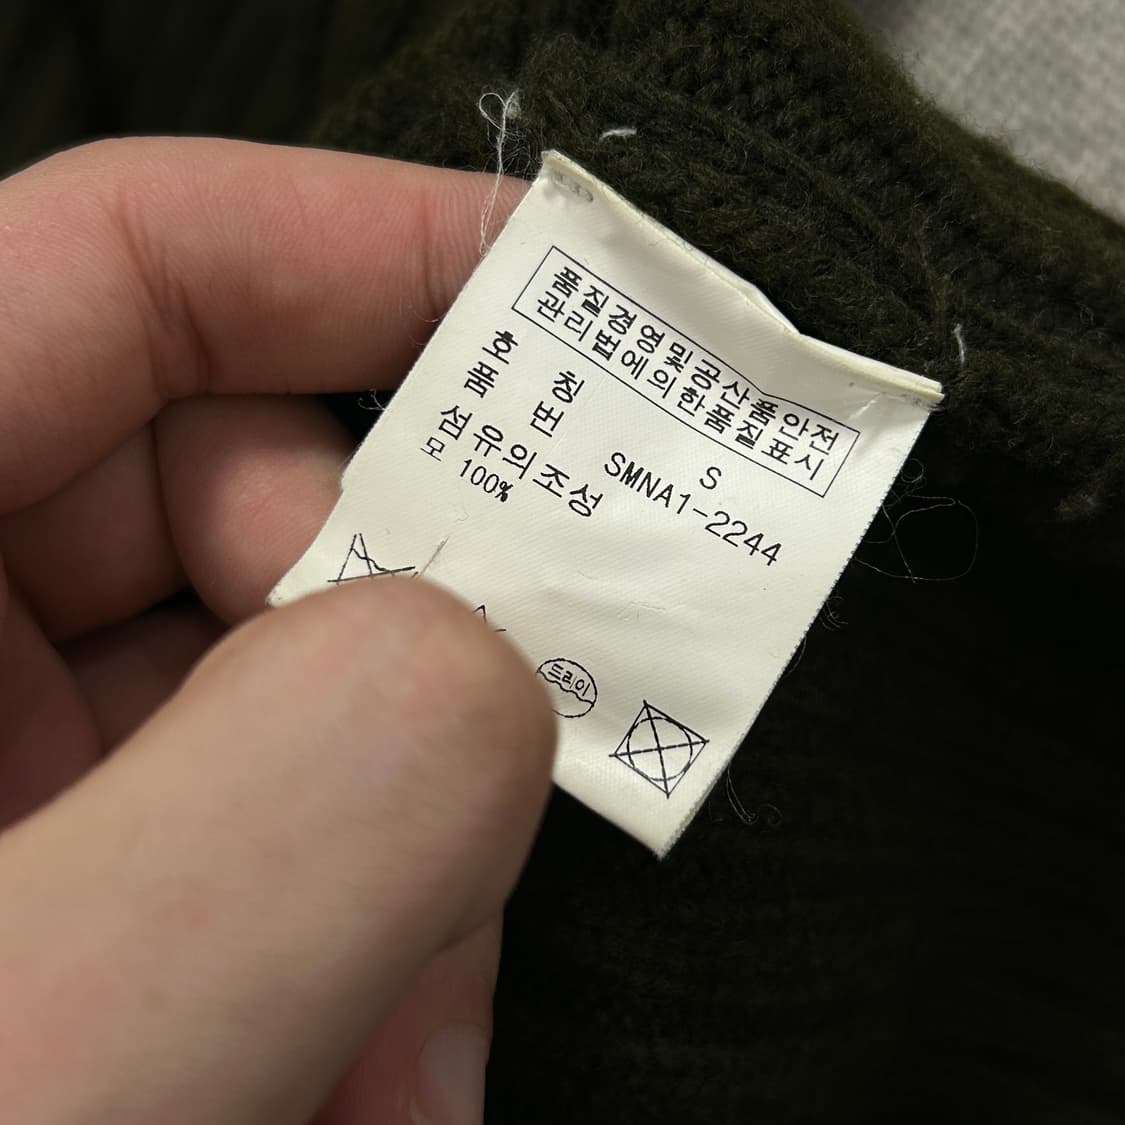 품질경영및공산품안전
관리법에의한품질표시
호 칭 S
품 번 SMNA1-2244
섬유의조성
모 100%
드리이